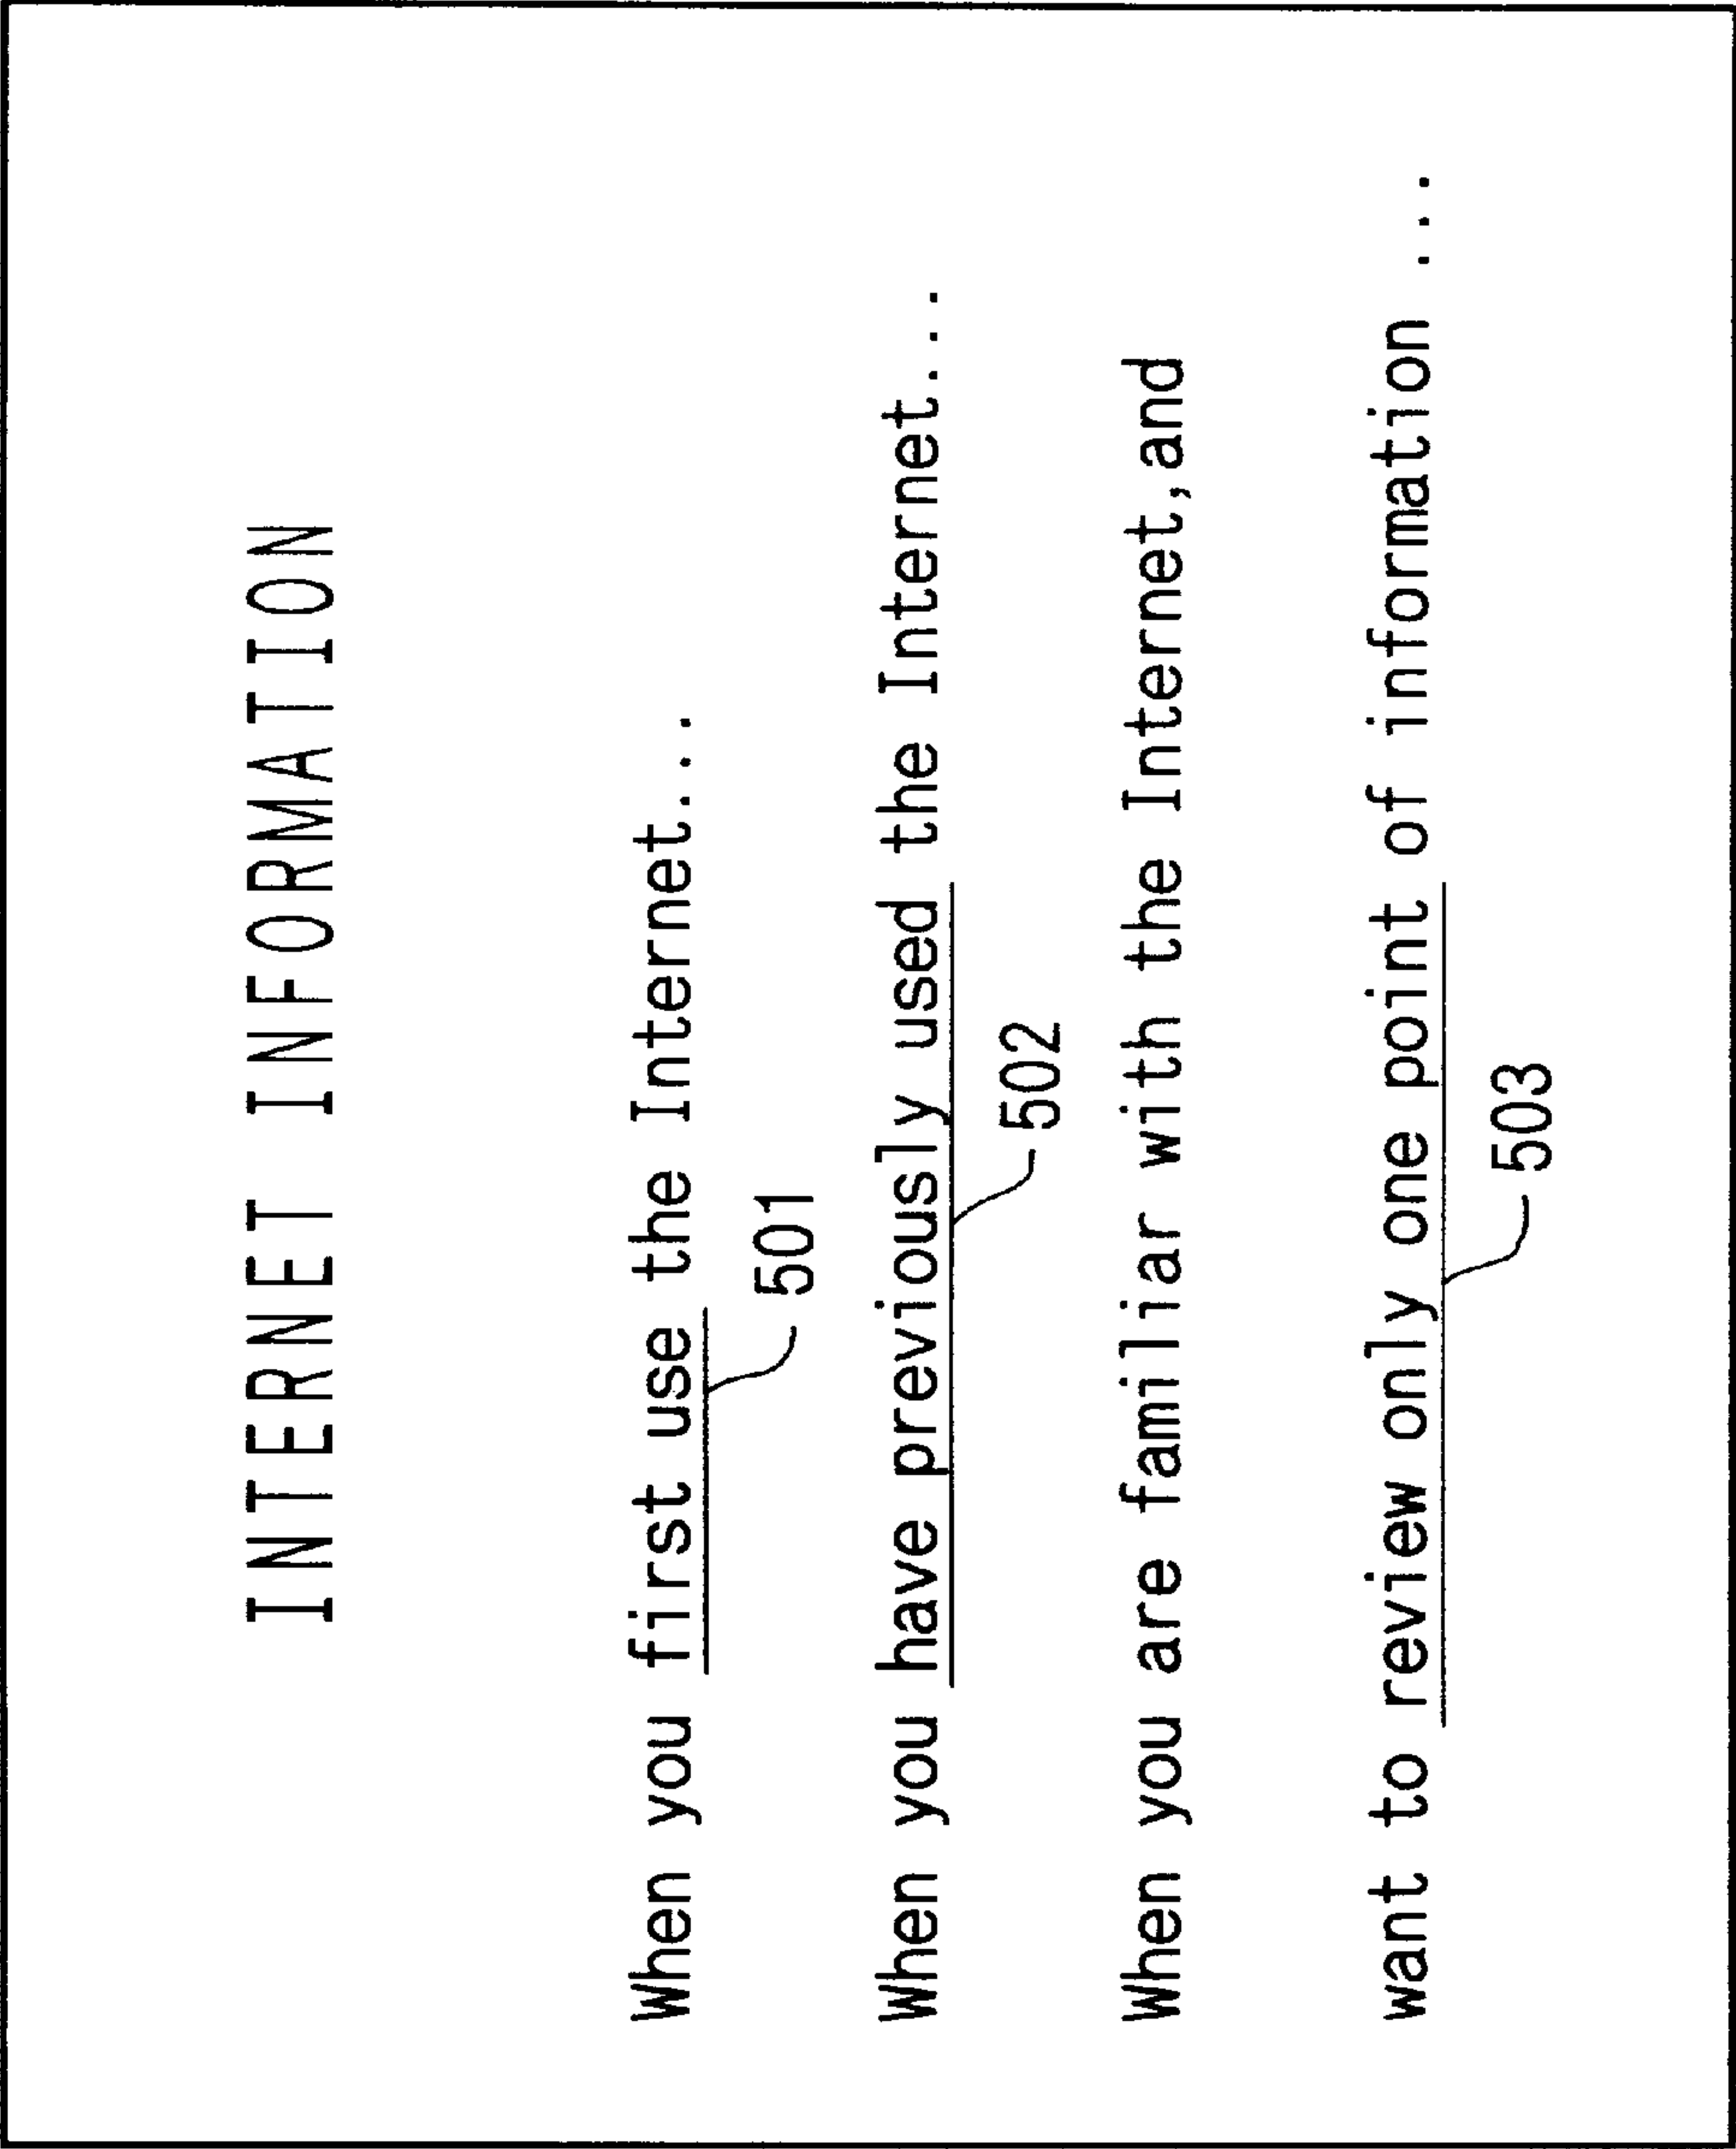 INTERNET INFORMATION
When you first use the Internet...
501
When you have previously used the Internet...
502
When you are familiar with the Internet,and
want to review only one point of information ...
503